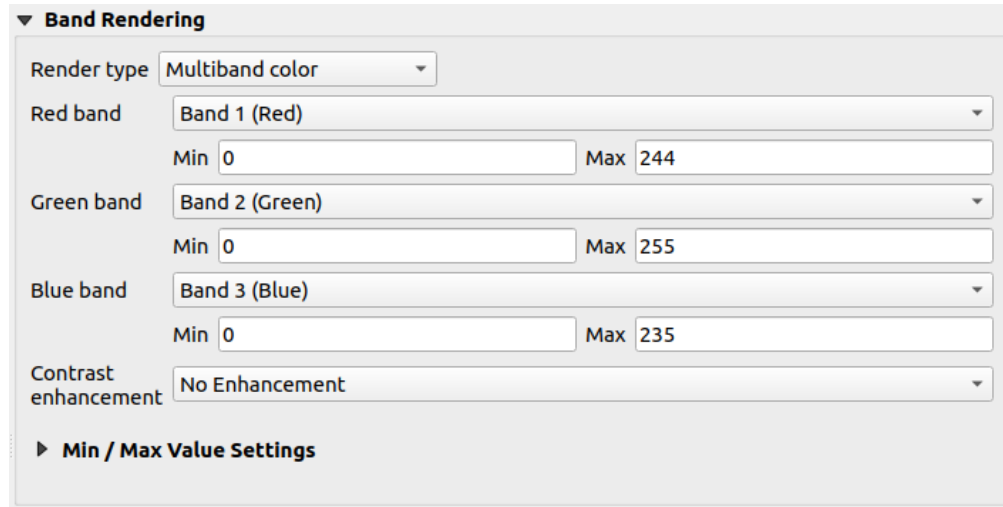 Band Rendering
Render type Multiband color
Red band Band 1 (Red)
Min 0 Max 244
Green band Band 2 (Green)
Min 0 Max 255
Blue band Band 3 (Blue)
Min 0 Max 235
Contrast
enhancement No Enhancement
Min / Max Value Settings